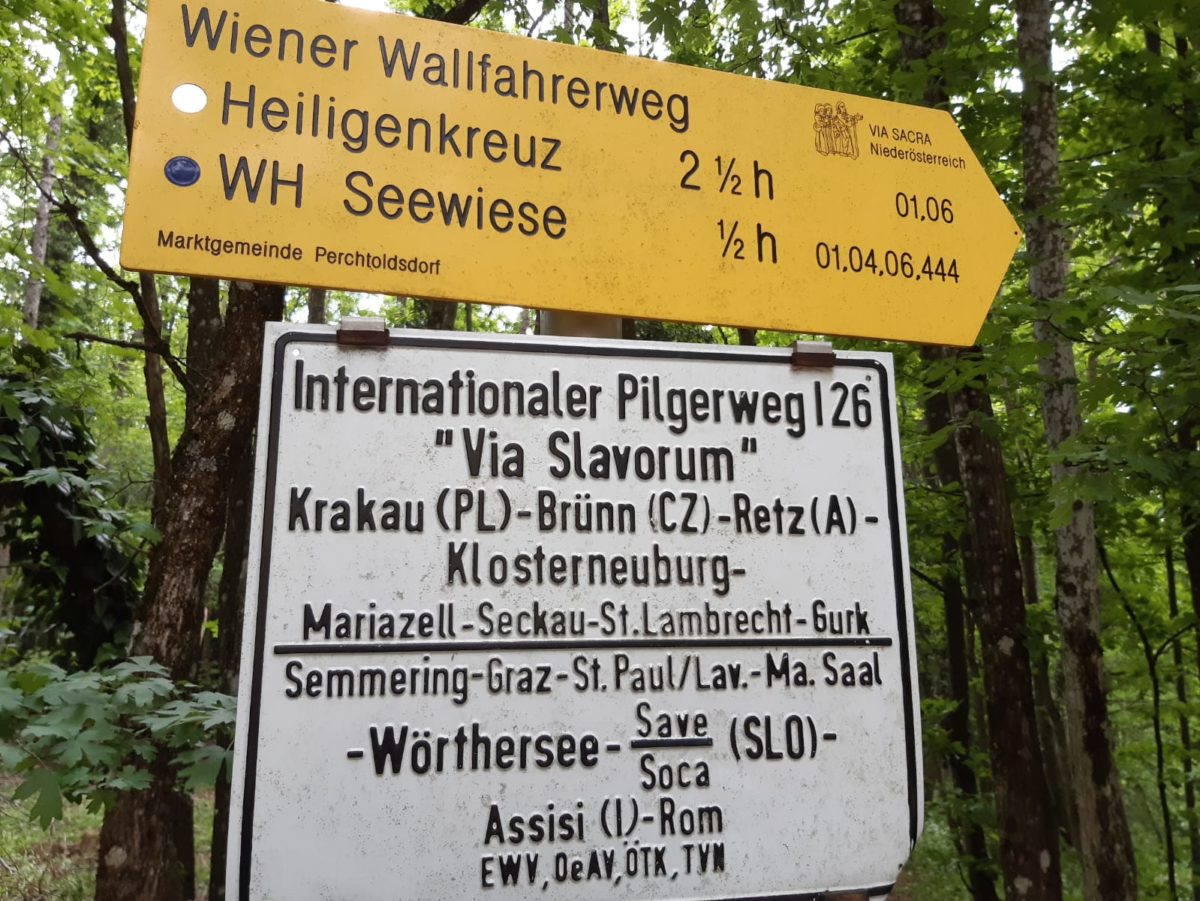 Wiener Wallfahrerweg
VIA SACRA
Niederösterreich
Heiligenkreuz 2 ½ h 01,06
WH Seewiese ½ h 01,04,06,444
Marktgemeinde Perchtoldsdorf
Internationaler Pilgerweg I 26
"Via Slavorum"
Krakau (PL)-Brünn (CZ)-Retz(A)-
Klosterneuburg-
Mariazell-Seckau-St.Lambrecht-Gurk
Semmering-Graz-St.Paul/Lav.-Ma.Saal
-Wörthersee- Save (SLO)-
Soca
Assisi (I)-Rom
EWV, OeAV, ÖTK, TVN